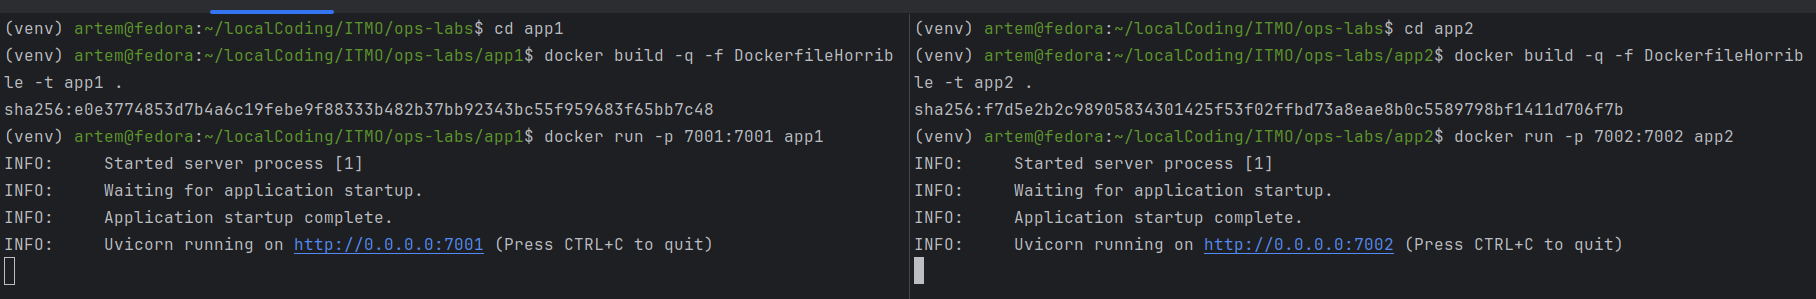 (venv) artem@fedora:~/localCoding/ITMO/ops-labs$ cd app1
(venv) artem@fedora:~/localCoding/ITMO/ops-labs/app1$ docker build -q -f DockerfileHorrib
le -t app1 .
sha256:e0e3774853d7b4a6c19febe9f88333b482b37bb92343bc55f959683f65bb7c48
(venv) artem@fedora:~/localCoding/ITMO/ops-labs/app1$ docker run -p 7001:7001 app1
INFO:     Started server process [1]
INFO:     Waiting for application startup.
INFO:     Application startup complete.
INFO:     Uvicorn running on http://0.0.0.0:7001 (Press CTRL+C to quit)
(venv) artem@fedora:~/localCoding/ITMO/ops-labs$ cd app2
(venv) artem@fedora:~/localCoding/ITMO/ops-labs/app2$ docker build -q -f DockerfileHorrib
le -t app2 .
sha256:f7d5e2b2c98905834301425f53f02ffbd73a8eae8b0c5589798bf1411d706f7b
(venv) artem@fedora:~/localCoding/ITMO/ops-labs/app2$ docker run -p 7002:7002 app2
INFO:     Started server process [1]
INFO:     Waiting for application startup.
INFO:     Application startup complete.
INFO:     Uvicorn running on http://0.0.0.0:7002 (Press CTRL+C to quit)